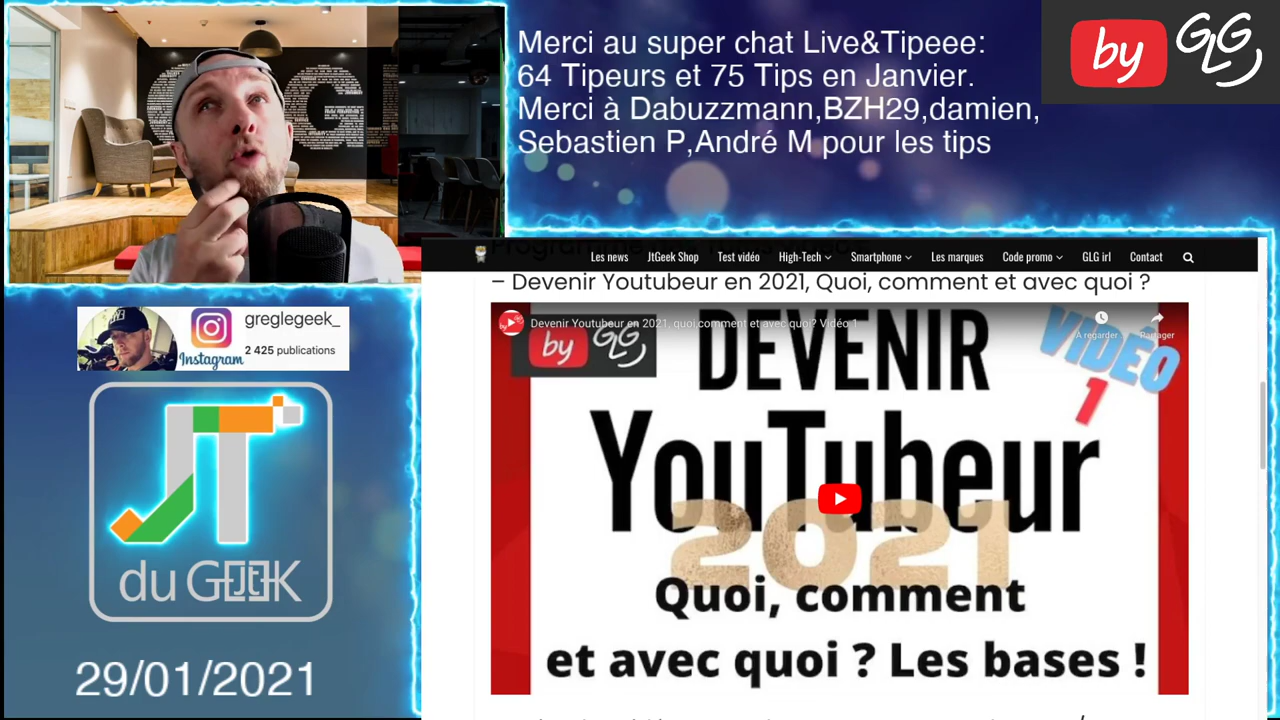 Merci au super chat Live&Tipeee:
64 Tipeurs et 75 Tips en Janvier.
Merci à Dabuzzmann,BZH29,damien,
Sebastien P,André M pour les tips
by GLG
Les news JtGeek Shop Test vidéo High-Tech Smartphone Les marques Code promo GLG irl Contact
– Devenir Youtubeur en 2021, Quoi, comment et avec quoi ?
Devenir Youtubeur en 2021, quoi,comment et avec quoi? Vidéo 1
À regarder Partager
by GLG
DEVENIR
VIDÉO
1
YouTubeur
2021
Quoi, comment
et avec quoi ? Les bases !
greglegeek_
Instagram
2 425 publications
JT
du GEEK
29/01/2021